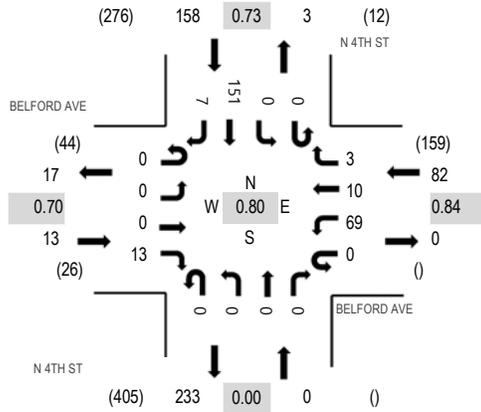 (276) 158 0.73 3 (12)
N 4TH ST
BELFORD AVE
7 151 0 0
(44) (159)
17 0 3 82
0 10
N
0.70 W 0.80 E 0.84
0 69
S
13 13 0 0
(26) ()
0 0 0 0
BELFORD AVE
N 4TH ST
(405) 233 0.00 0 ()